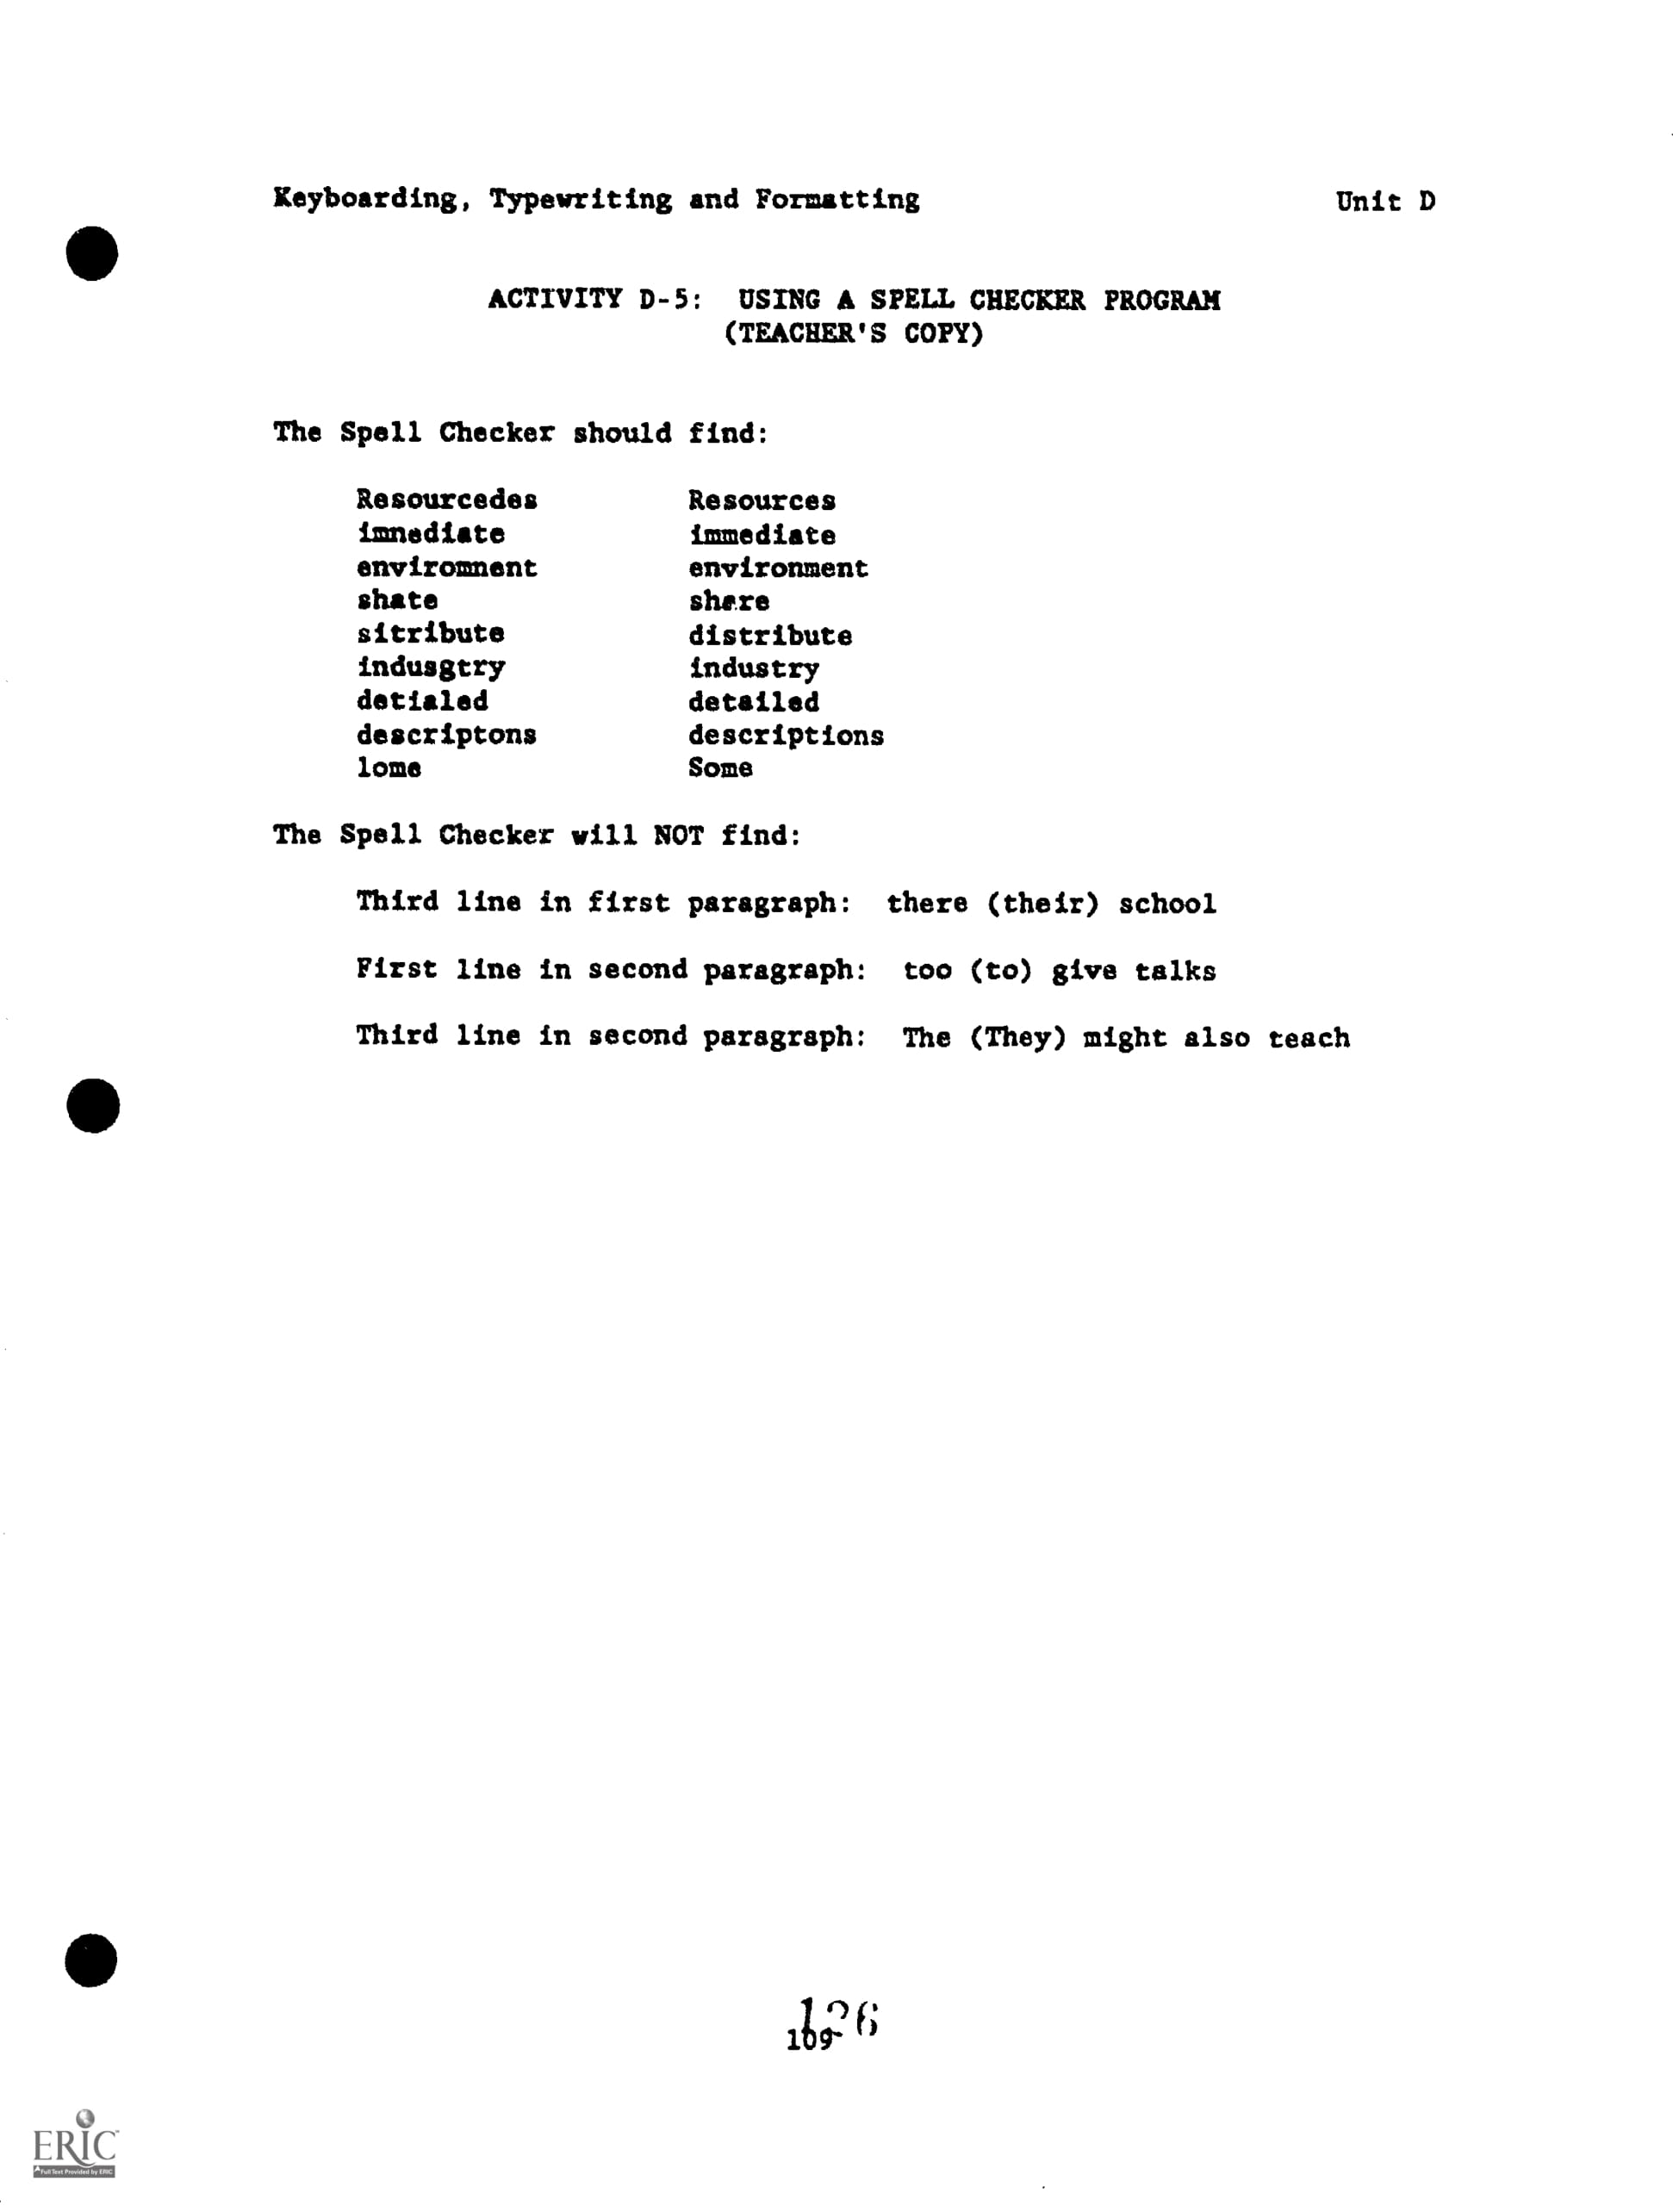 Keyboarding, Typewriting and Formatting Unit D
ACTIVITY D-5: USING A SPELL CHECKER PROGRAM
(TEACHER'S COPY)
The Spell Checker should find:
Resourcedes Resources
imnediate immediate
enviromnent environment
shate share
sitribute distribute
indusgtry industry
detialed detailed
descriptons descriptions
lome Some
The Spell Checker will NOT find:
Third line in first paragraph: there (their) school
First line in second paragraph: too (to) give talks
Third line in second paragraph: The (They) might also teach
126
109
ERIC
Full Text Provided by ERIC